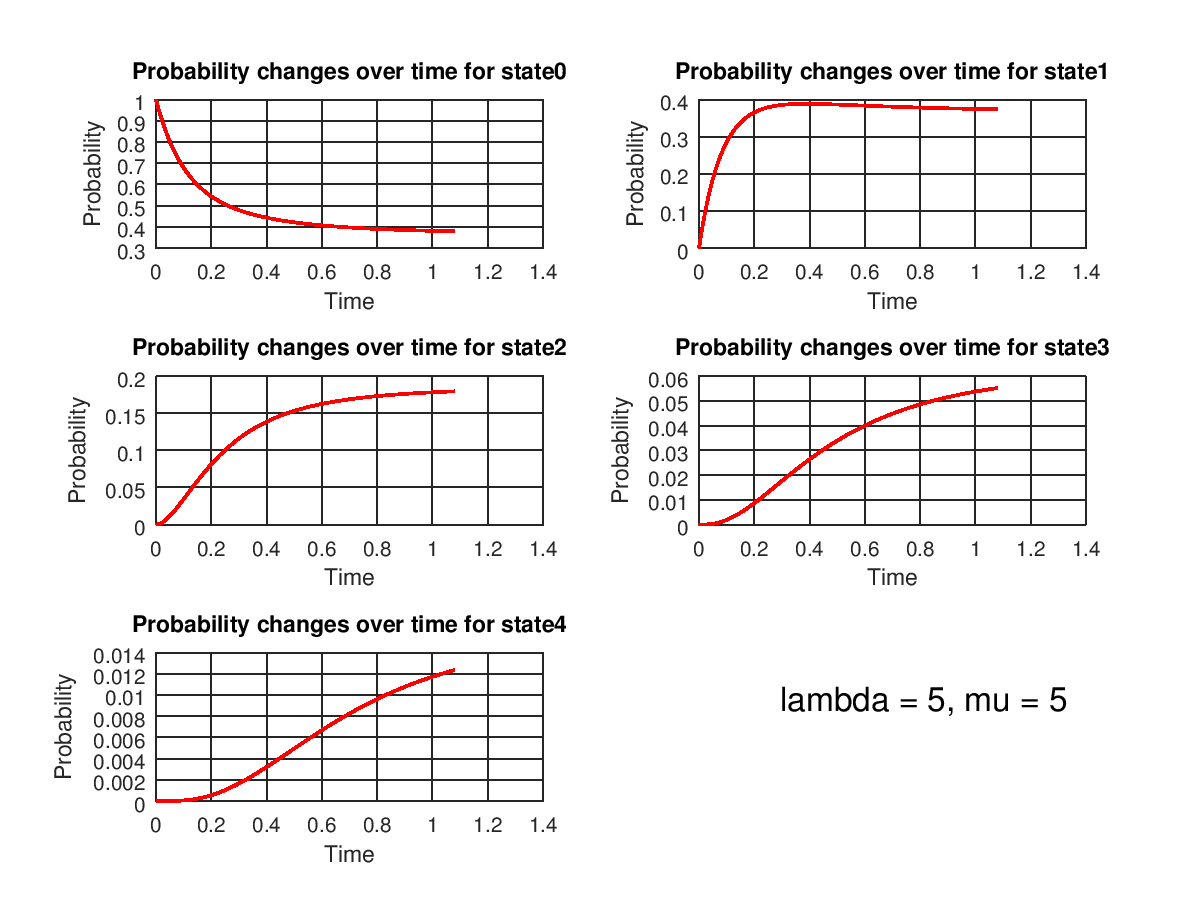 Probability changes over time for state0
1
0.9
0.8
0.7
0.6
0.5
0.4
0.3
Probability
0 0.2 0.4 0.6 0.8 1 1.2 1.4
Time
Probability changes over time for state1
0.4
0.3
0.2
0.1
0
Probability
0 0.2 0.4 0.6 0.8 1 1.2 1.4
Time
Probability changes over time for state2
0.2
0.15
0.1
0.05
0
Probability
0 0.2 0.4 0.6 0.8 1 1.2 1.4
Time
Probability changes over time for state3
0.06
0.05
0.04
0.03
0.02
0.01
0
Probability
0 0.2 0.4 0.6 0.8 1 1.2 1.4
Time
Probability changes over time for state4
0.014
0.012
0.01
0.008
0.006
0.004
0.002
0
Probability
0 0.2 0.4 0.6 0.8 1 1.2 1.4
Time
lambda = 5, mu = 5